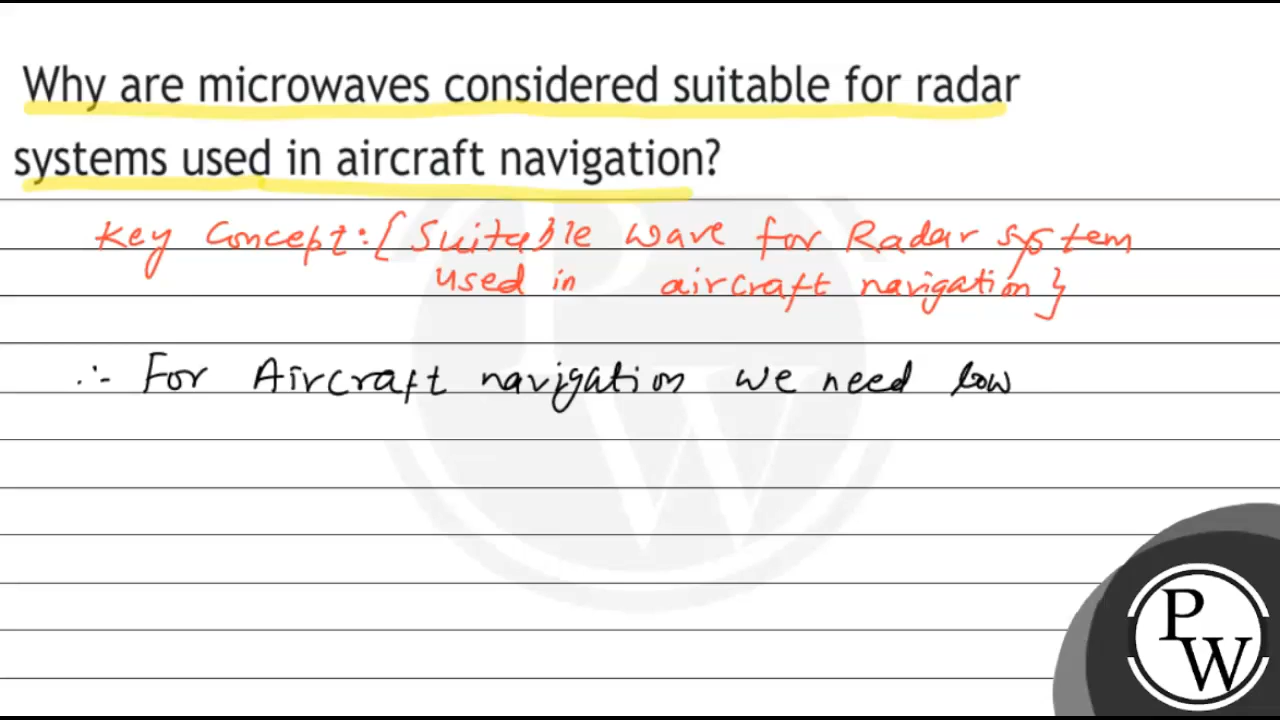 Why are microwaves considered suitable for radar
systems used in aircraft navigation?
Key Concept:[Suitable wave for Radar system
used in aircraft navigation}
∴ For Aircraft navigation we need low
P
W
P
W